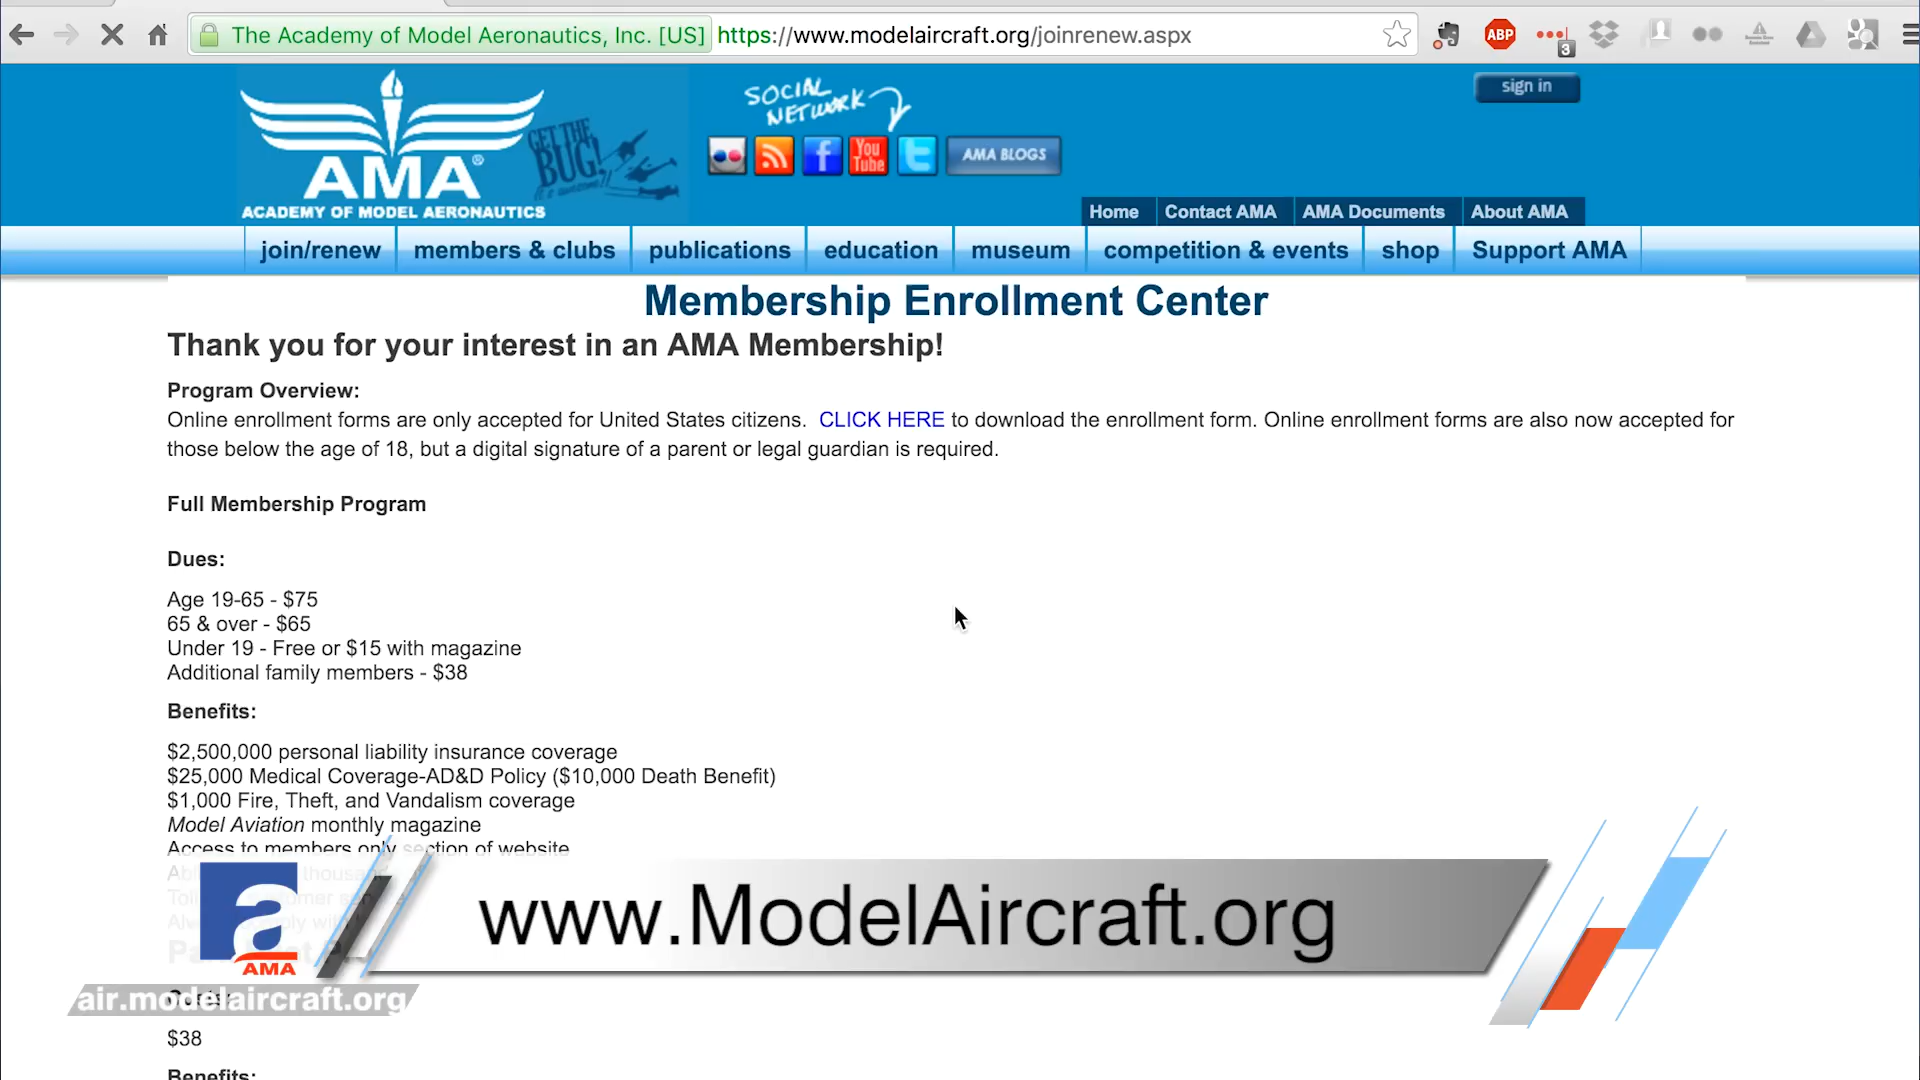 The Academy of Model Aeronautics, Inc. [US] https://www.modelaircraft.org/joinrenew.aspx
ABP
3
sign in
SOCIAL
NETWORK
GET THE
BUG!
AMA®
ACADEMY OF MODEL AERONAUTICS
You
Tube
AMA BLOGS
Home Contact AMA AMA Documents About AMA
join/renew members & clubs publications education museum competition & events shop Support AMA
Membership Enrollment Center
Thank you for your interest in an AMA Membership!
Program Overview:
Online enrollment forms are only accepted for United States citizens. CLICK HERE to download the enrollment form. Online enrollment forms are also now accepted for
those below the age of 18, but a digital signature of a parent or legal guardian is required.
Full Membership Program
Dues:
Age 19-65 - $75
65 & over - $65
Under 19 - Free or $15 with magazine
Additional family members - $38
Benefits:
$2,500,000 personal liability insurance coverage
$25,000 Medical Coverage-AD&D Policy ($10,000 Death Benefit)
$1,000 Fire, Theft, and Vandalism coverage
Model Aviation monthly magazine
Access to members only section of website
a
AMA
www.ModelAircraft.org
air.modelaircraft.org
$38
Benefits: